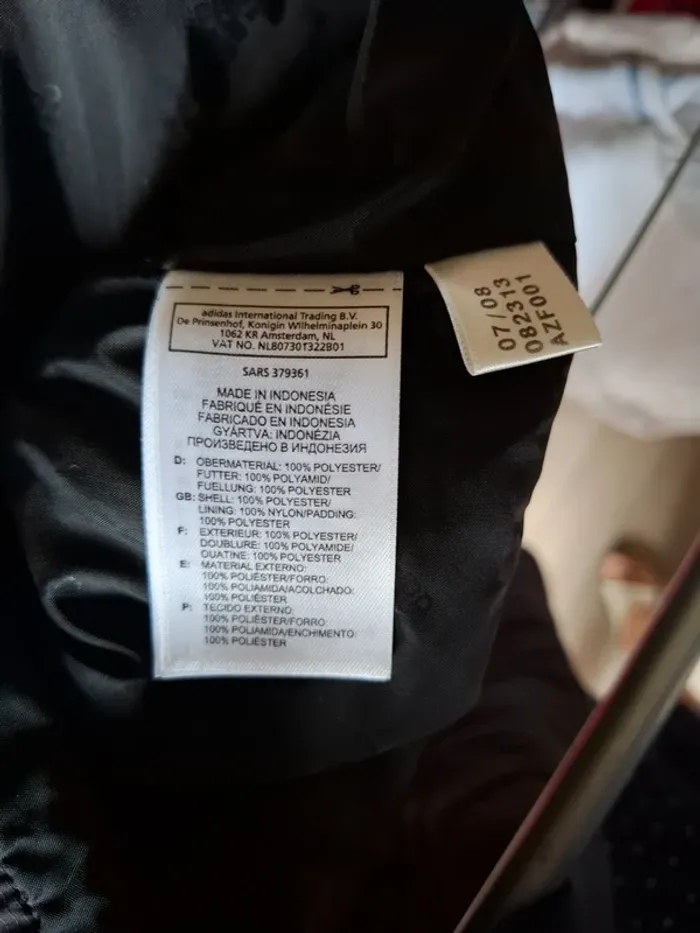 adidas International Trading B.V.
De Prinsenhof, Konigin Wilhelminaplein 30
1062 KR Amsterdam, NL
VAT NO. NL807301322B01
SARS 379361
MADE IN INDONESIA
FABRIQUÉ EN INDONÉSIE
FABRICADO EN INDONESIA
GYÁRTVA: INDONÉZIA
ПРОИЗВЕДЕНО В ИНДОНЕЗИЯ
D: OBERMATERIAL: 100% POLYESTER/
FUTTER: 100% POLYAMID/
FUELLUNG: 100% POLYESTER
GB: SHELL: 100% POLYESTER/
LINING: 100% NYLON/PADDING:
100% POLYESTER
F: EXTERIEUR: 100% POLYESTER/
DOUBLURE: 100% POLYAMIDE/
OUATINE: 100% POLYESTER
E: MATERIAL EXTERNO:
100% POLIÉSTER/FORRO:
100% POLIAMIDA/ACOLCHADO:
100% POLIÉSTER
P: TECIDO EXTERNO:
100% POLIÉSTER/FORRO:
100% POLIAMIDA/ENCHIMENTO:
100% POLIÉSTER
07/08
082313
AZF001